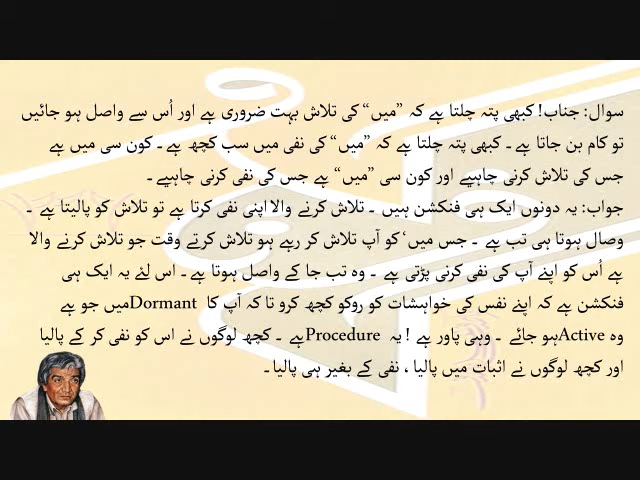 سوال: جناب! کبھی پتہ چلتا ہے کہ ”میں“ کی تلاش بہت ضروری ہے اور اُس سے واصل ہو جائیں
تو کام بن جاتا ہے۔ کبھی پتہ چلتا ہے کہ ”میں“ کی نفی میں سب کچھ ہے۔ کون سی میں ہے
جس کی تلاش کرنی چاہیے اور کون سی ”میں“ ہے جس کی نفی کرنی چاہیے۔
جواب: یہ دونوں ایک ہی فنکشن ہیں۔ تلاش کرنے والا اپنی نفی کرتا ہے تو تلاش کو پالیتا ہے۔
وصال ہوتا ہی تب ہے۔ جس میں‘ کو آپ تلاش کر رہے ہو تلاش کرتے وقت جو تلاش کرنے والا
ہے اُس کو اپنے آپ کی نفی کرنی پڑتی ہے۔ وہ تب جا کے واصل ہوتا ہے۔ اس لئے یہ ایک ہی
فنکشن ہے کہ اپنے نفس کی خواہشات کو روکو کچھ کرو تا کہ آپ کا Dormant میں جو ہے
وہ Active ہو جائے۔ وہی پاور ہے! یہ Procedure ہے۔ کچھ لوگوں نے اس کو نفی کر کے پالیا
اور کچھ لوگوں نے اثبات میں پالیا، نفی کے بغیر ہی پالیا۔